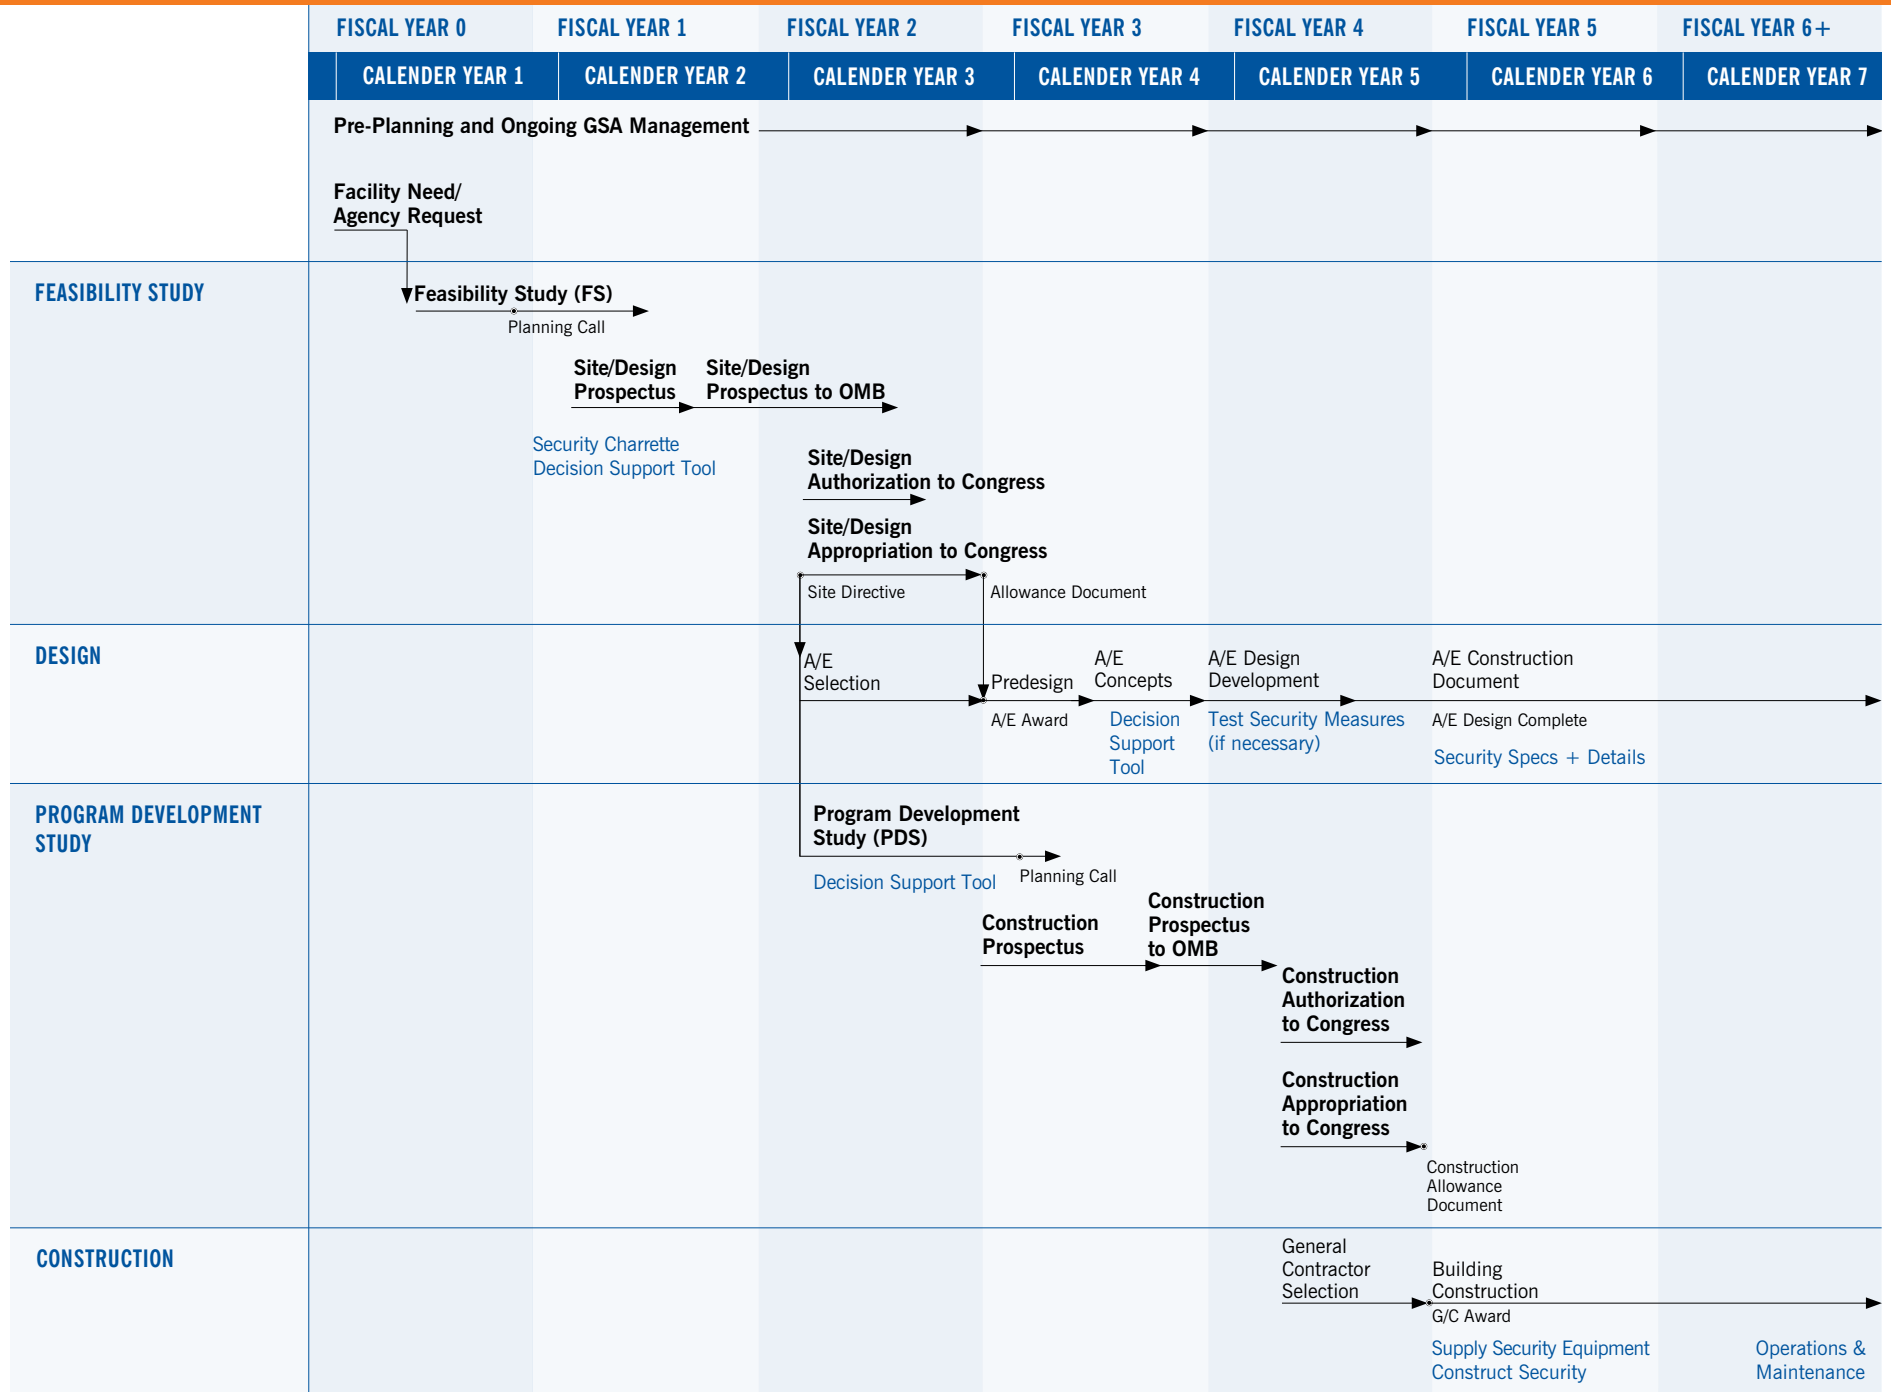 FISCAL YEAR 0 FISCAL YEAR 1 FISCAL YEAR 2 FISCAL YEAR 3 FISCAL YEAR 4 FISCAL YEAR 5 FISCAL YEAR 6+
CALENDER YEAR 1 CALENDER YEAR 2 CALENDER YEAR 3 CALENDER YEAR 4 CALENDER YEAR 5 CALENDER YEAR 6 CALENDER YEAR 7
Pre-Planning and Ongoing GSA Management
Facility Need/
Agency Request
FEASIBILITY STUDY
Feasibility Study (FS)
Planning Call
Site/Design
Prospectus
Site/Design
Prospectus to OMB
Security Charrette
Decision Support Tool
Site/Design
Authorization to Congress
Site/Design
Appropriation to Congress
Site Directive
Allowance Document
DESIGN
A/E
Selection
Predesign
A/E Award
A/E
Concepts
Decision
Support
Tool
A/E Design
Development
Test Security Measures
(if necessary)
A/E Construction
Document
A/E Design Complete
Security Specs + Details
PROGRAM DEVELOPMENT
STUDY
Program Development
Study (PDS)
Decision Support Tool
Planning Call
Construction
Prospectus
Construction
Prospectus
to OMB
Construction
Authorization
to Congress
Construction
Appropriation
to Congress
Construction
Allowance
Document
CONSTRUCTION
General
Contractor
Selection
Building
Construction
G/C Award
Supply Security Equipment
Construct Security
Operations &
Maintenance